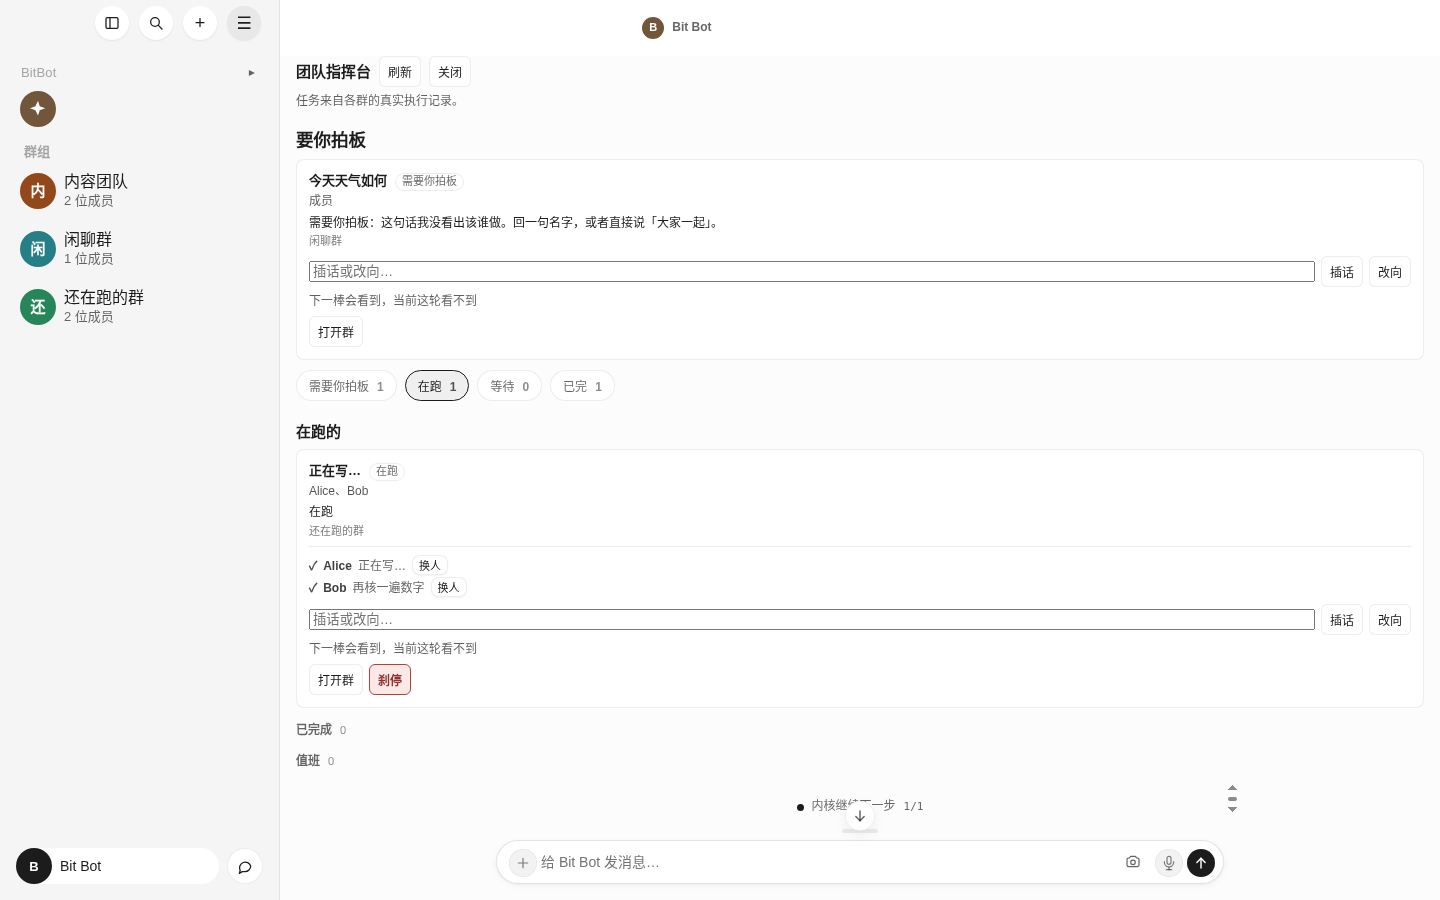 BitBot
群组
内
内容团队
2 位成员
闲
闲聊群
1 位成员
还
还在跑的群
2 位成员
B
Bit Bot
B
Bit Bot
团队指挥台
刷新
关闭
任务来自各群的真实执行记录。
要你拍板
今天天气如何
需要你拍板
成员
需要你拍板：这句话我没看出该谁做。回一句名字，或者直接说「大家一起」。
闲聊群
插话或改向…
插话
改向
下一棒会看到，当前这轮看不到
打开群
需要你拍板 1
在跑 1
等待 0
已完 1
在跑的
正在写…
在跑
Alice、Bob
在跑
还在跑的群
✓ Alice 正在写… 换人
✓ Bob 再核一遍数字 换人
插话或改向…
插话
改向
下一棒会看到，当前这轮看不到
打开群
刹停
已完成 0
值班 0
内核继续下一步 1/1
给 Bit Bot 发消息…